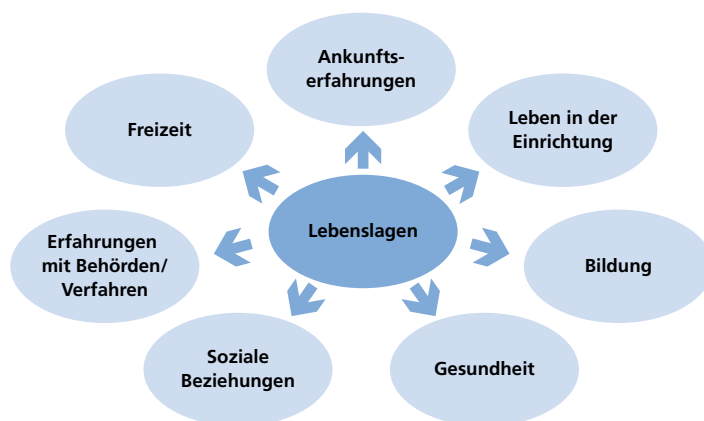 Ankunfts-
erfahrungen
Leben in der
Einrichtung
Freizeit
Lebenslagen
Erfahrungen
mit Behörden/
Verfahren
Bildung
Soziale
Beziehungen
Gesundheit